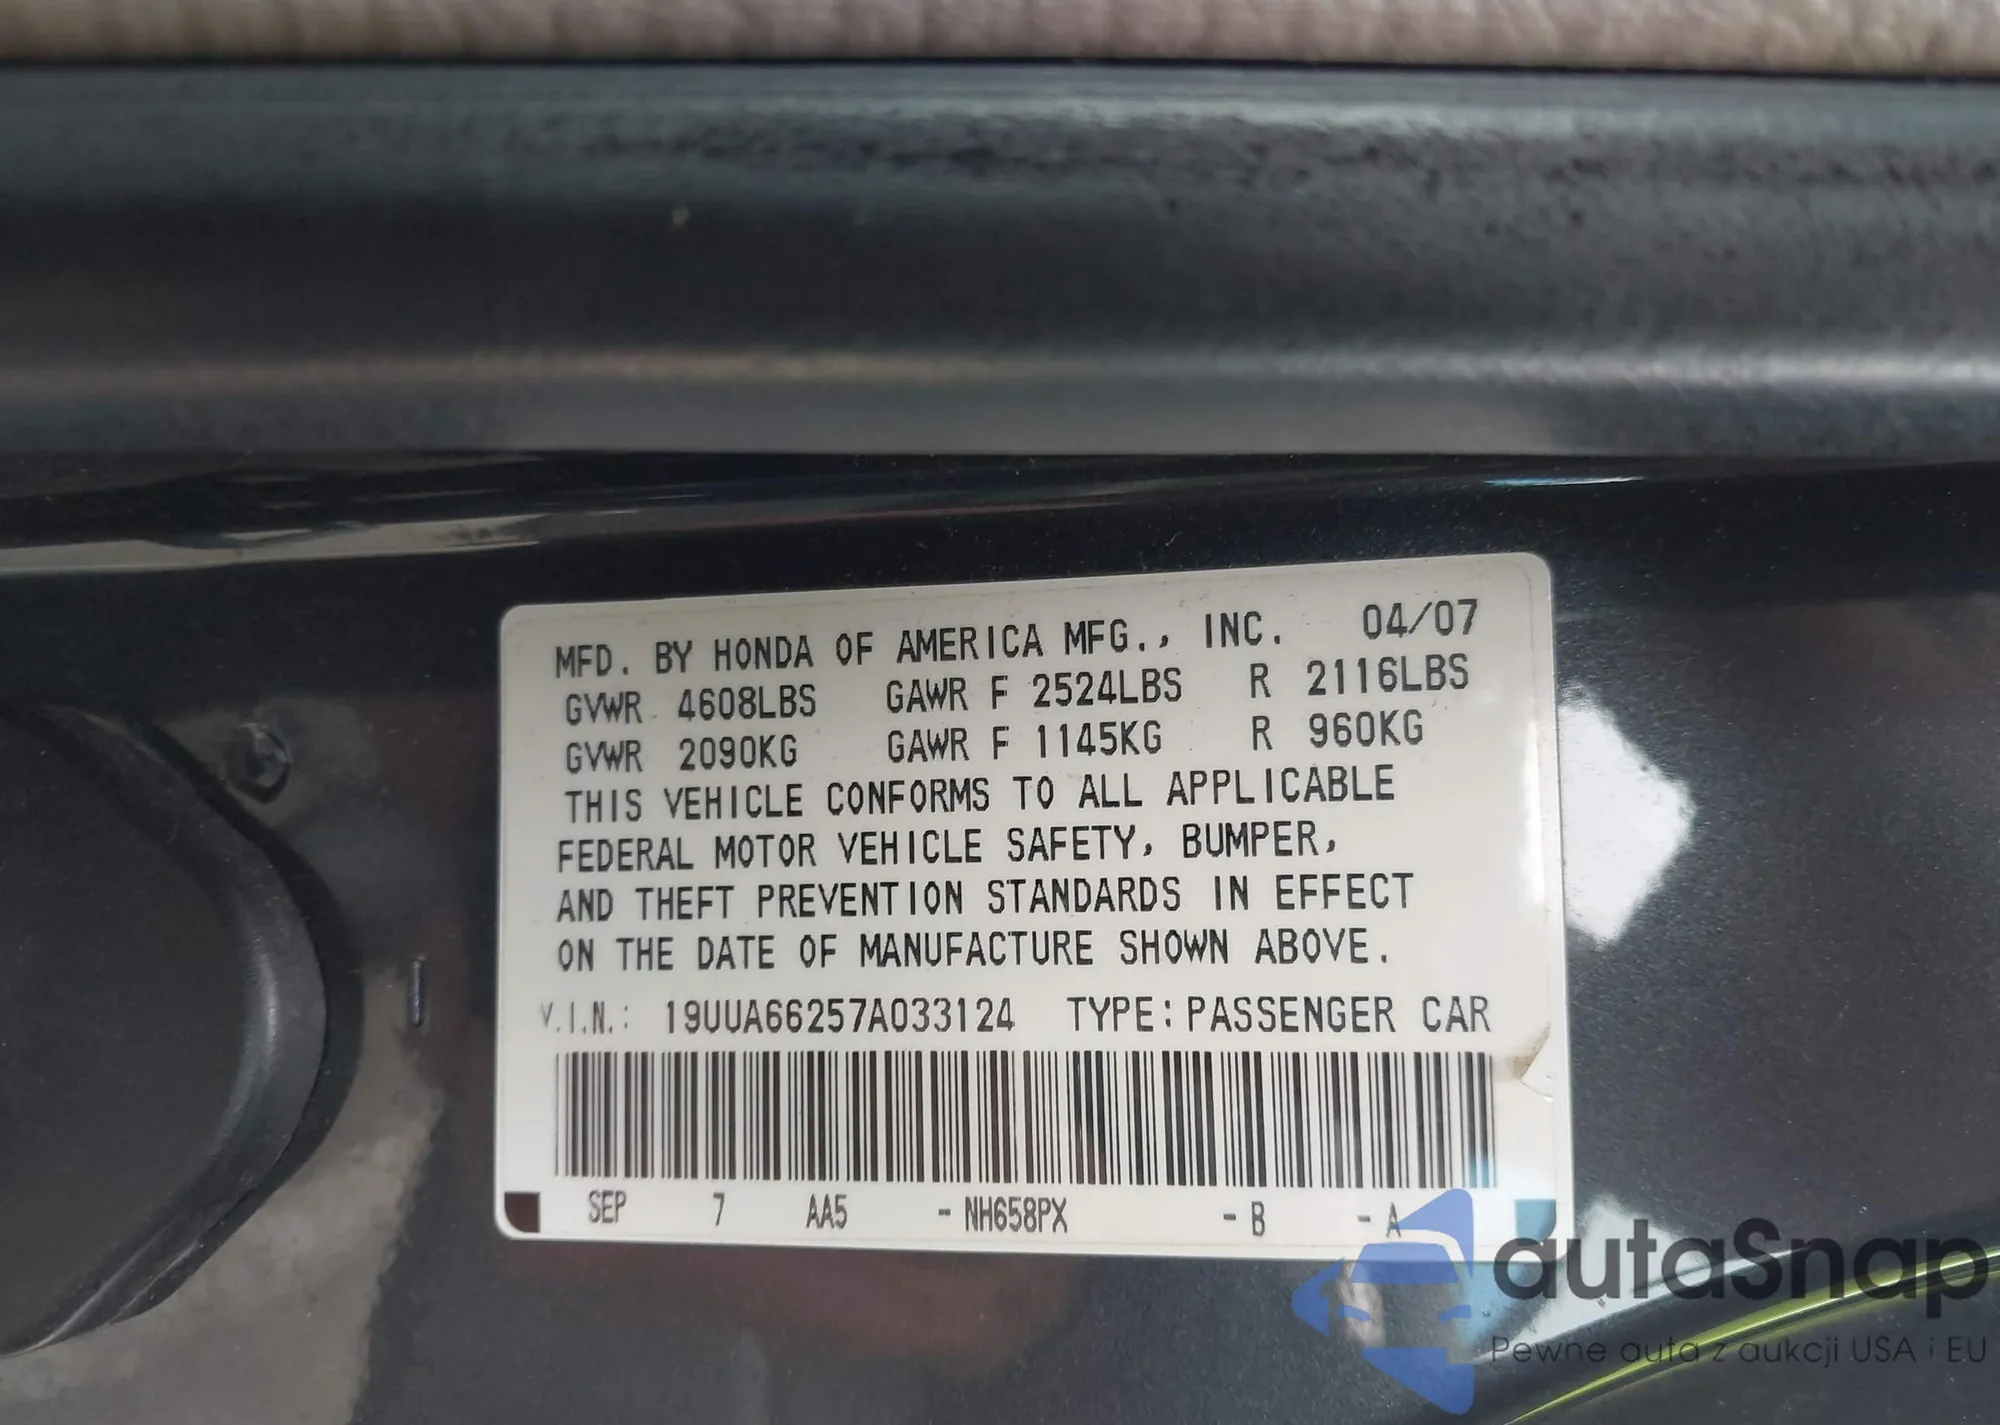 MFD. BY HONDA OF AMERICA MFG., INC. 04/07
GVWR 4608LBS GAWR F 2524LBS R 2116LBS
GVWR 2090KG GAWR F 1145KG R 960KG
THIS VEHICLE CONFORMS TO ALL APPLICABLE
FEDERAL MOTOR VEHICLE SAFETY, BUMPER,
AND THEFT PREVENTION STANDARDS IN EFFECT
ON THE DATE OF MANUFACTURE SHOWN ABOVE.
V.I.N.: 19UUA66257A033124 TYPE: PASSENGER CAR
SEP 7 AA5 - NH658PX - B - A
autaSnap
Pewne auta z aukcji USA i EU